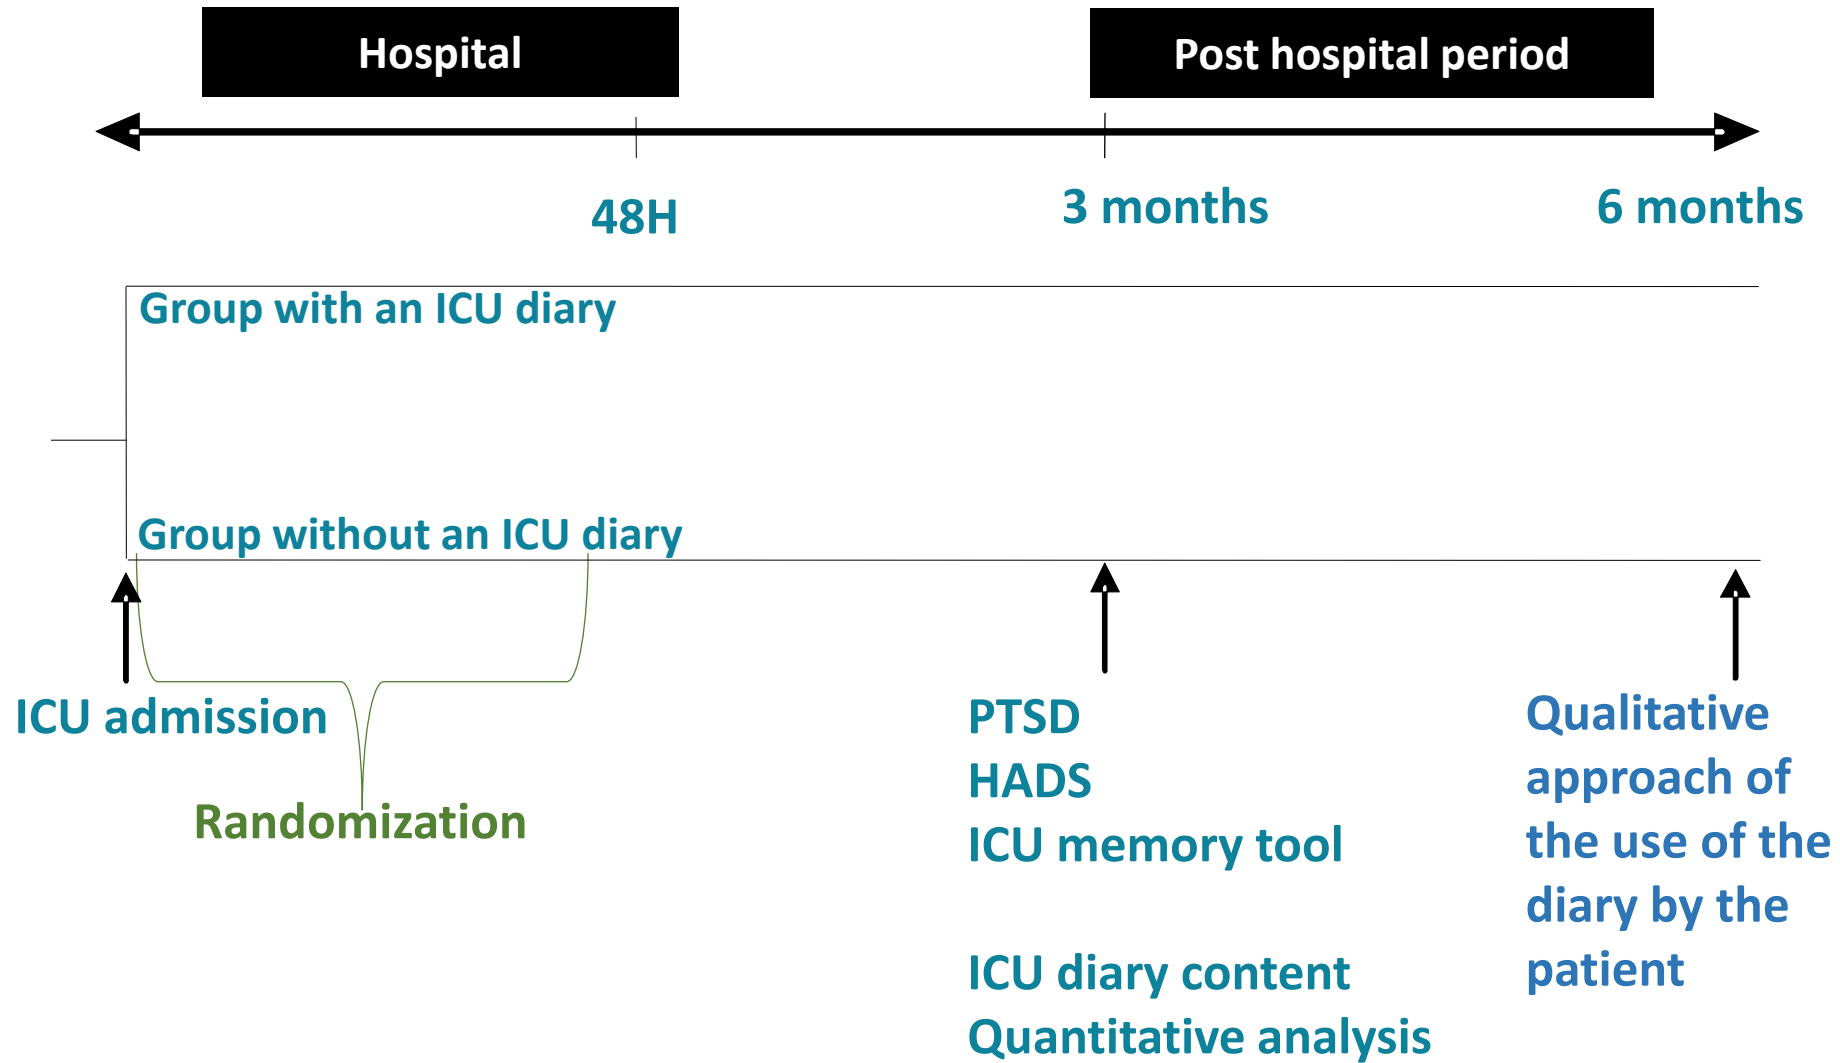 Hospital
Post hospital period
48H
3 months
6 months
Group with an ICU diary
Group without an ICU diary
ICU admission
Randomization
PTSD
HADS
ICU memory tool
ICU diary content
Quantitative analysis
Qualitative
approach of
the use of the
diary by the
patient